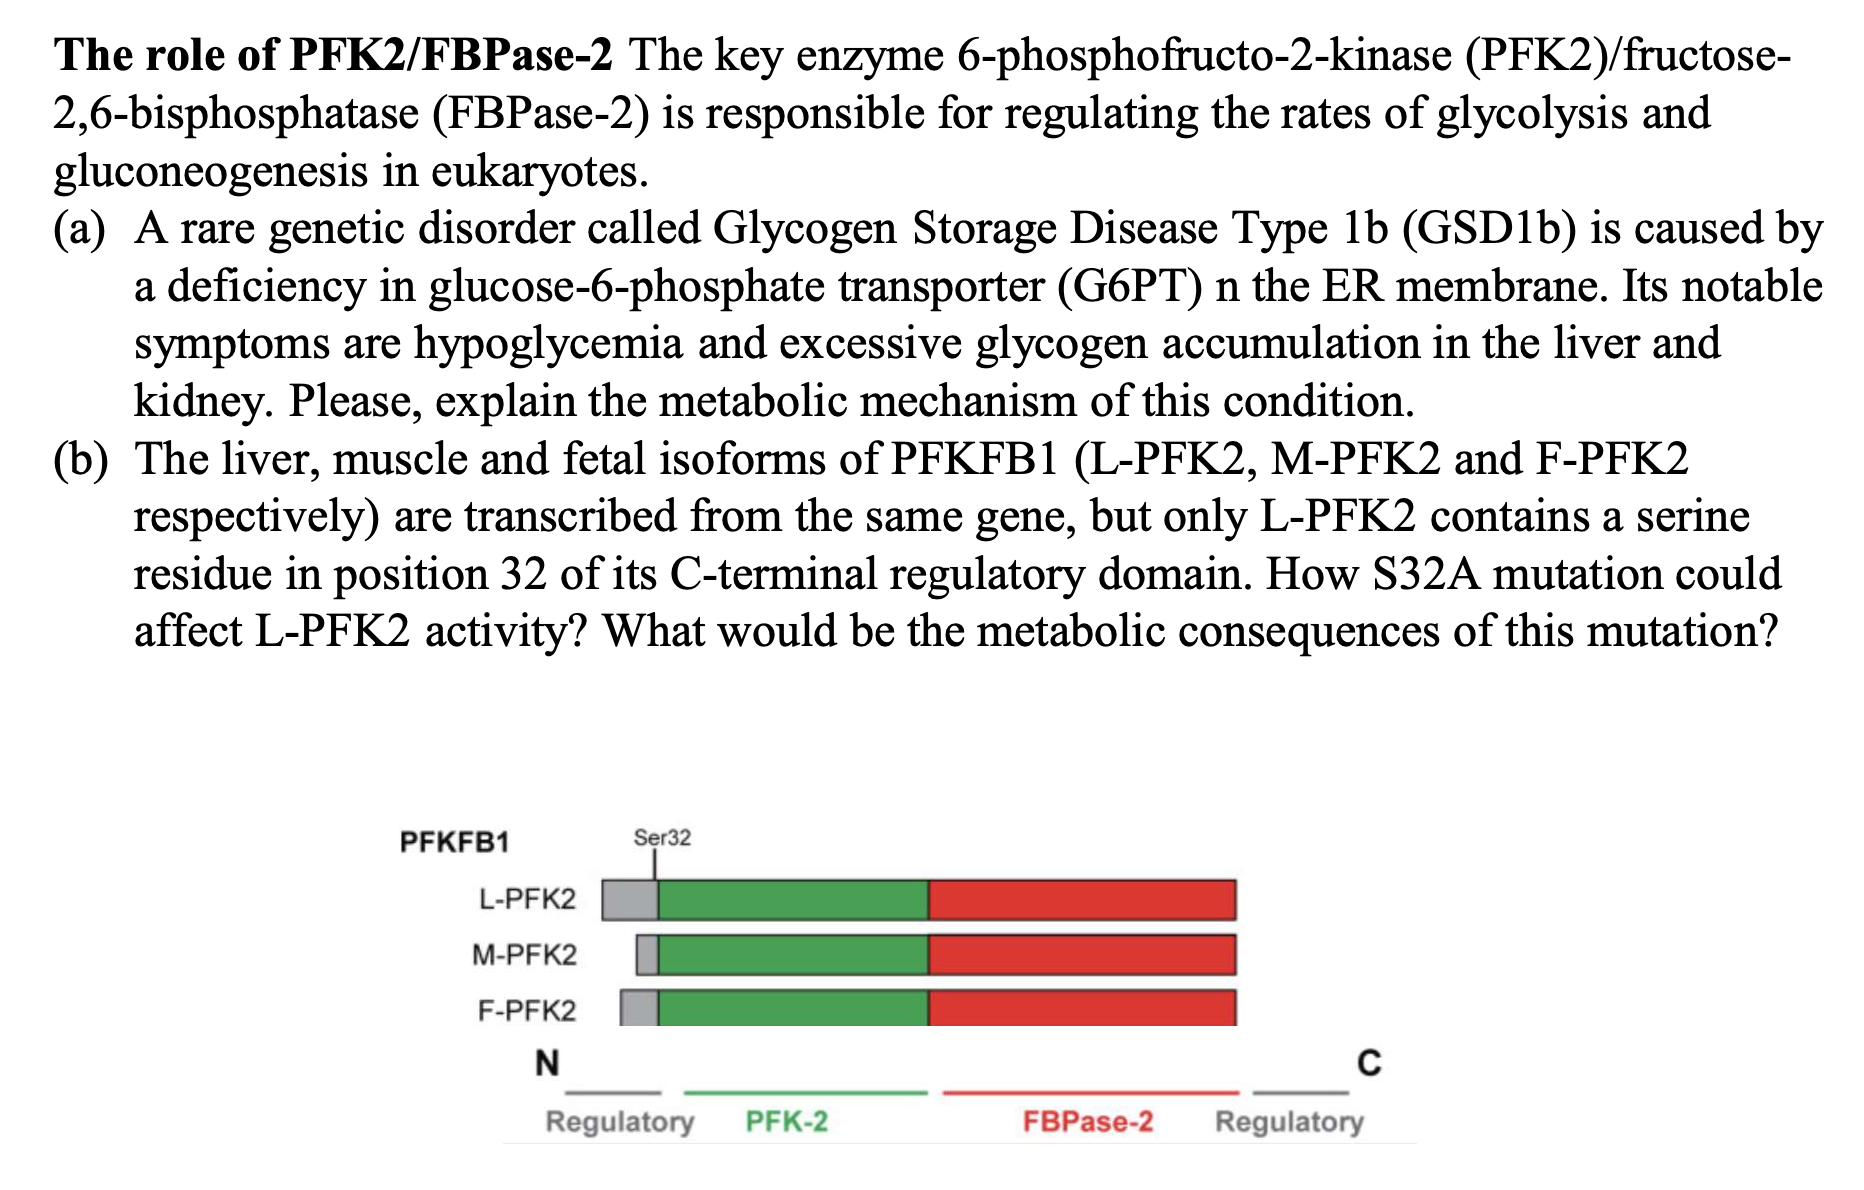 The role of PFK2/FBPase-2 The key enzyme 6-phosphofructo-2-kinase (PFK2)/fructose-
2,6-bisphosphatase (FBPase-2) is responsible for regulating the rates of glycolysis and
gluconeogenesis in eukaryotes.
(a) A rare genetic disorder called Glycogen Storage Disease Type 1b (GSD1b) is caused by
a deficiency in glucose-6-phosphate transporter (G6PT) n the ER membrane. Its notable
symptoms are hypoglycemia and excessive glycogen accumulation in the liver and
kidney. Please, explain the metabolic mechanism of this condition.
(b) The liver, muscle and fetal isoforms of PFKFB1 (L-PFK2, M-PFK2 and F-PFK2
respectively) are transcribed from the same gene, but only L-PFK2 contains a serine
residue in position 32 of its C-terminal regulatory domain. How S32A mutation could
affect L-PFK2 activity? What would be the metabolic consequences of this mutation?
PFKFB1 Ser32
L-PFK2
M-PFK2
F-PFK2
N C
Regulatory PFK-2 FBPase-2 Regulatory